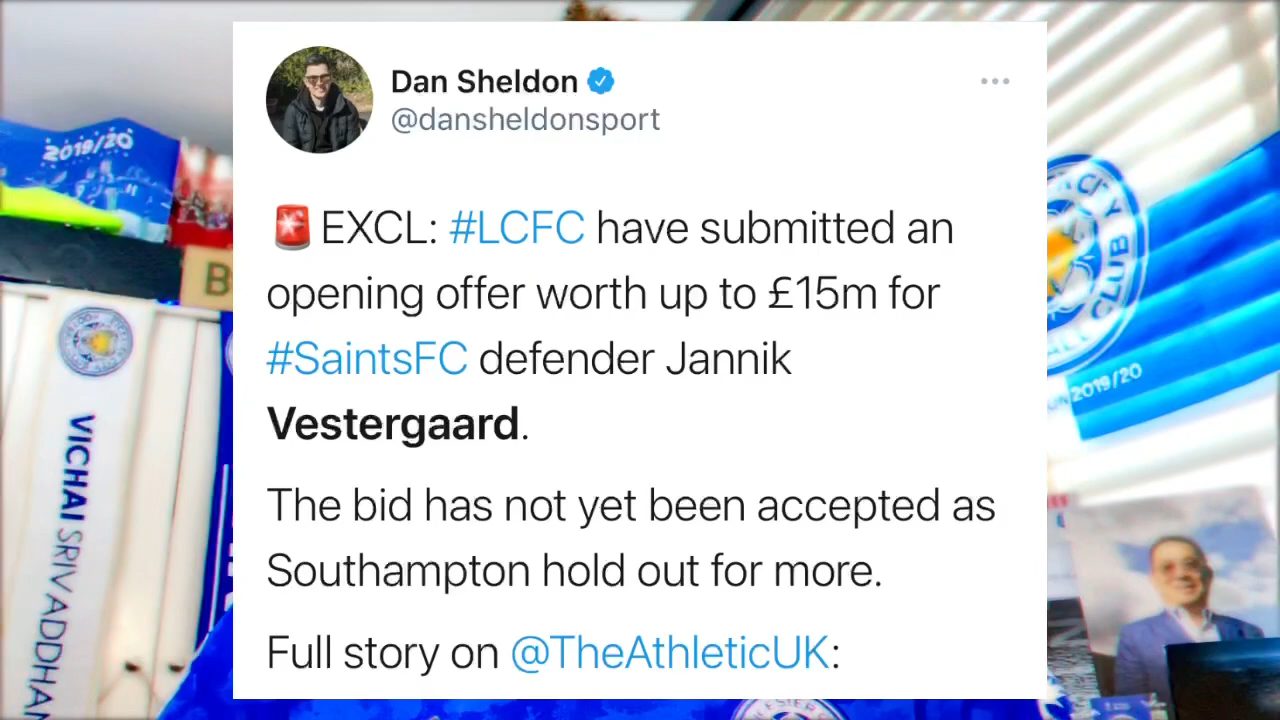 Dan Sheldon
@dansheldonsport
🚨EXCL: #LCFC have submitted an
opening offer worth up to £15m for
#SaintsFC defender Jannik
Vestergaard.
The bid has not yet been accepted as
Southampton hold out for more.
Full story on @TheAthleticUK:
2019/20
B
VICHAI SRIVADDHAN
CITY
CLUB
2019/20